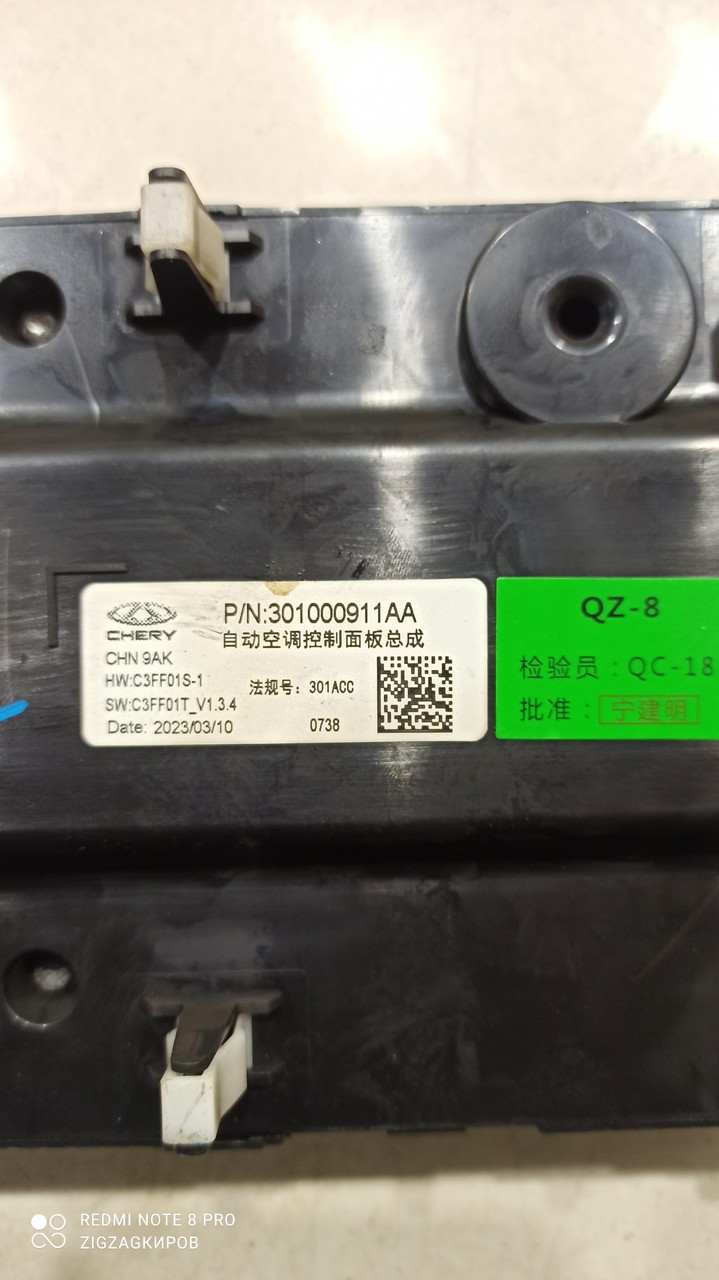 CHERY
P/N:301000911AA
自动空调控制面板总成
CHN 9AK
HW:C3FF01S-1
法规号：301ACC
SW:C3FF01T_V1.3.4
Date: 2023/03/10
0738
QZ-8
检验员：QC-18
批准：宁建明
REDMI NOTE 8 PRO
ZIGZAGКИРОВ